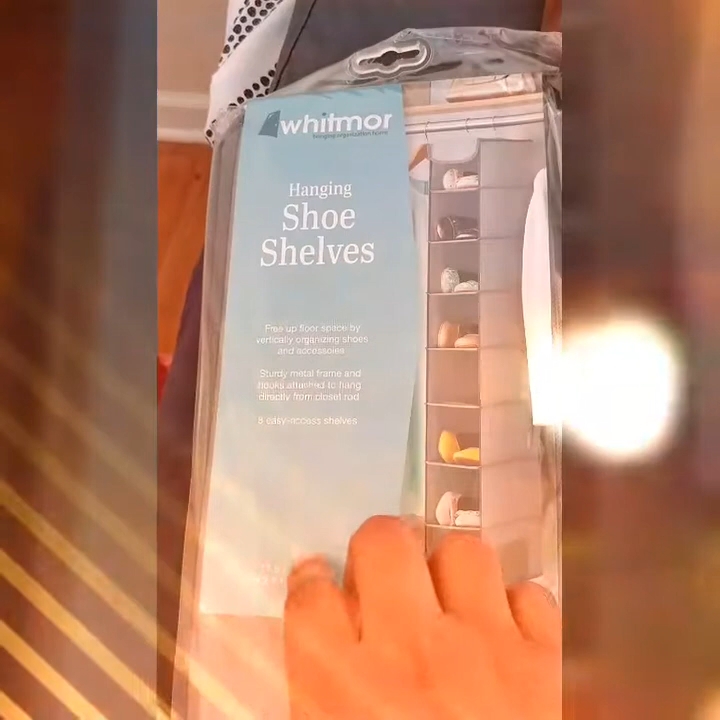 whitmor
Hanging
Shoe
Shelves
Free up floor space by
vertically organizing shoes
and accessories
Sturdy metal frame and
hooks attached to hang
directly from closet rod
8 easy-access shelves